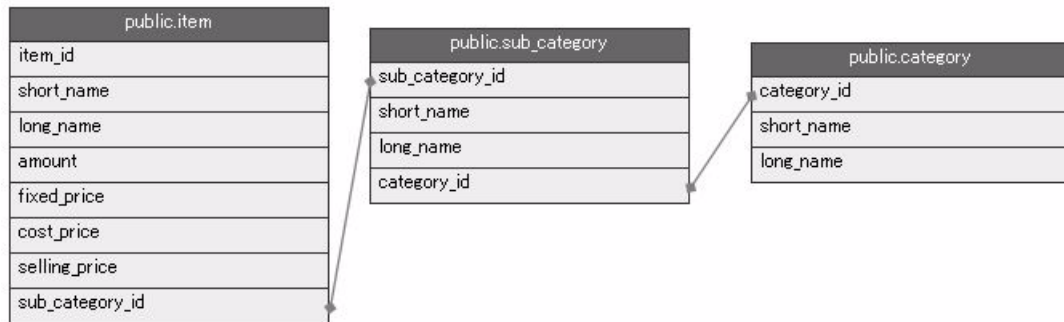 public.item
item_id
short_name
long_name
amount
fixed_price
cost_price
selling_price
sub_category_id
public.sub_category
sub_category_id
short_name
long_name
category_id
public.category
category_id
short_name
long_name